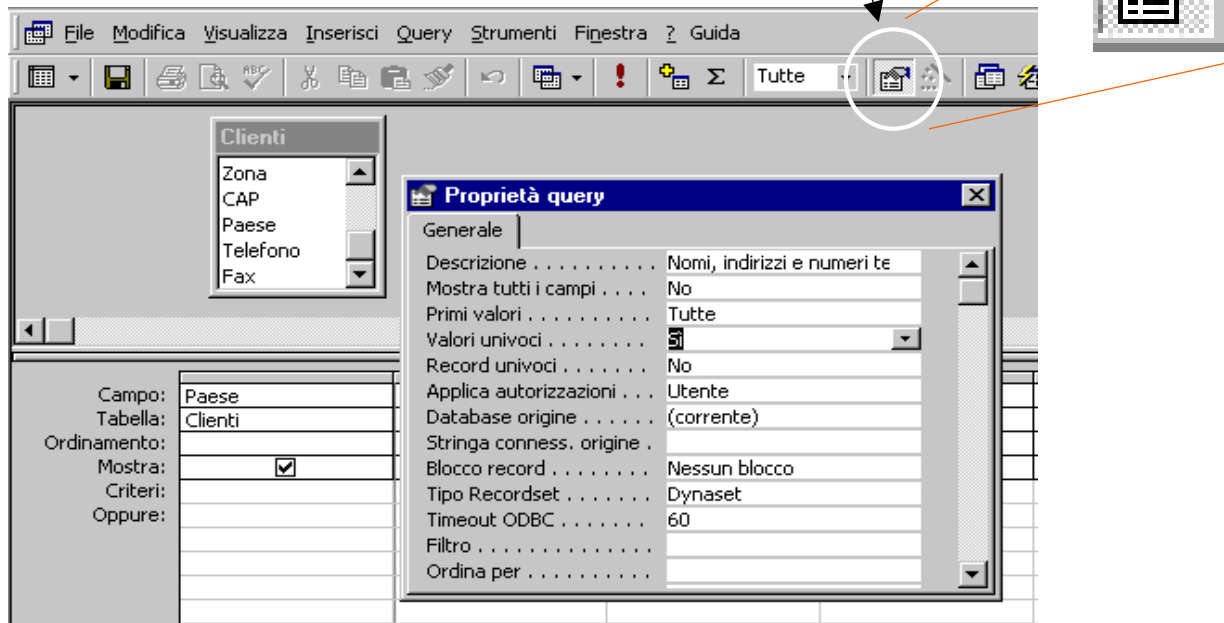 File Modifica Visualizza Inserisci Query Strumenti Finestra ? Guida
ABC Σ Tutte
Clienti
Zona
CAP
Paese
Telefono
Fax
Proprietà query
Generale
Descrizione . . . . . . . . . . Nomi, indirizzi e numeri te
Mostra tutti i campi . . . . No
Primi valori . . . . . . . . . . Tutte
Valori univoci . . . . . . . . Sì
Record univoci . . . . . . . No
Applica autorizzazioni . . . Utente
Database origine . . . . . . (corrente)
Stringa conness. origine .
Blocco record . . . . . . . . Nessun blocco
Tipo Recordset . . . . . . . Dynaset
Timeout ODBC . . . . . . . 60
Filtro . . . . . . . . . . . . . .
Ordina per . . . . . . . . . .
Campo: Paese
Tabella: Clienti
Ordinamento:
Mostra:
Criteri:
Oppure: